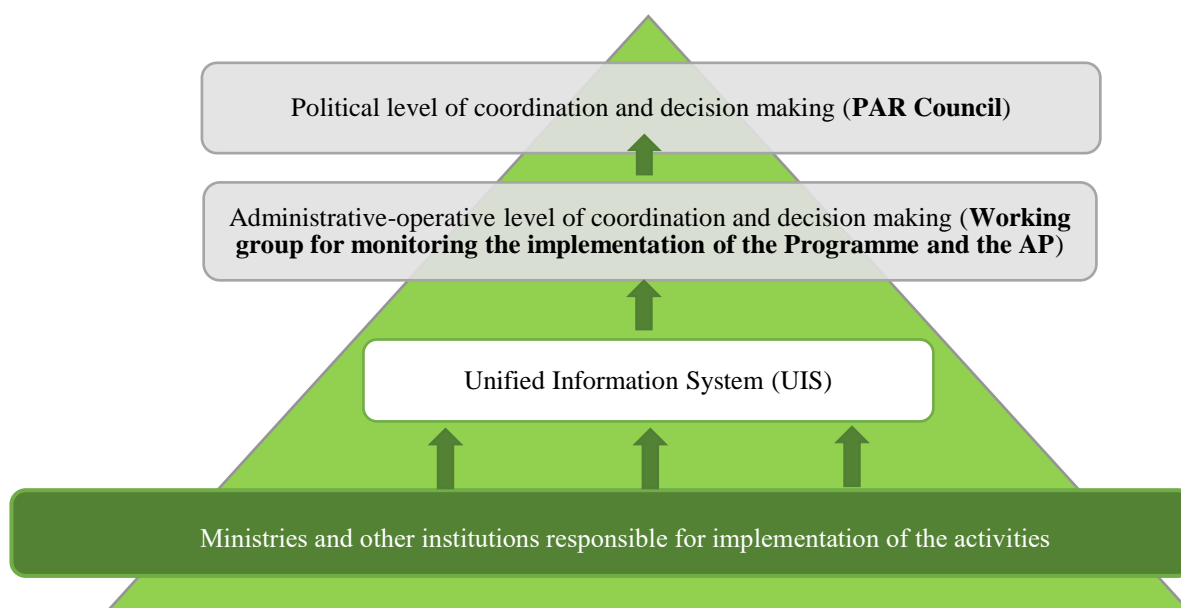 Political level of coordination and decision making (PAR Council)
Administrative-operative level of coordination and decision making (Working
group for monitoring the implementation of the Programme and the AP)
Unified Information System (UIS)
Ministries and other institutions responsible for implementation of the activities